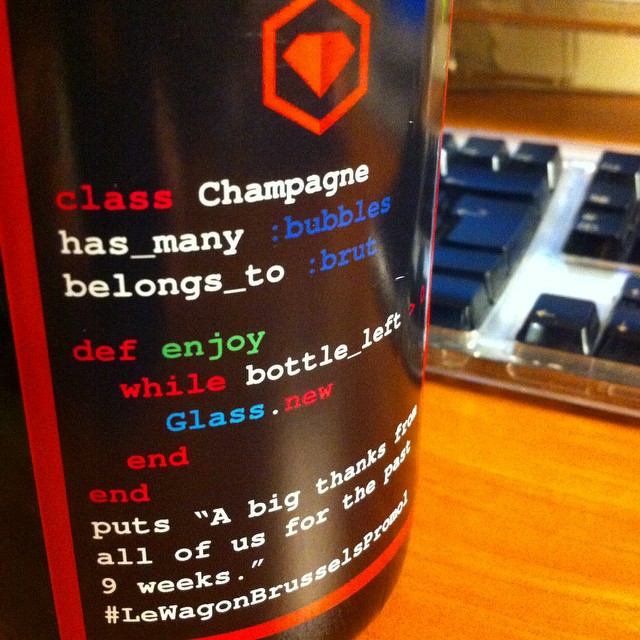 class Champagne
has_many :bubbles
belongs_to :brut
def enjoy
while bottle_left >
Glass.new
end
end
puts “A big thanks from
all of us for the past
9 weeks.”
#LeWagonBrusselsPromo1